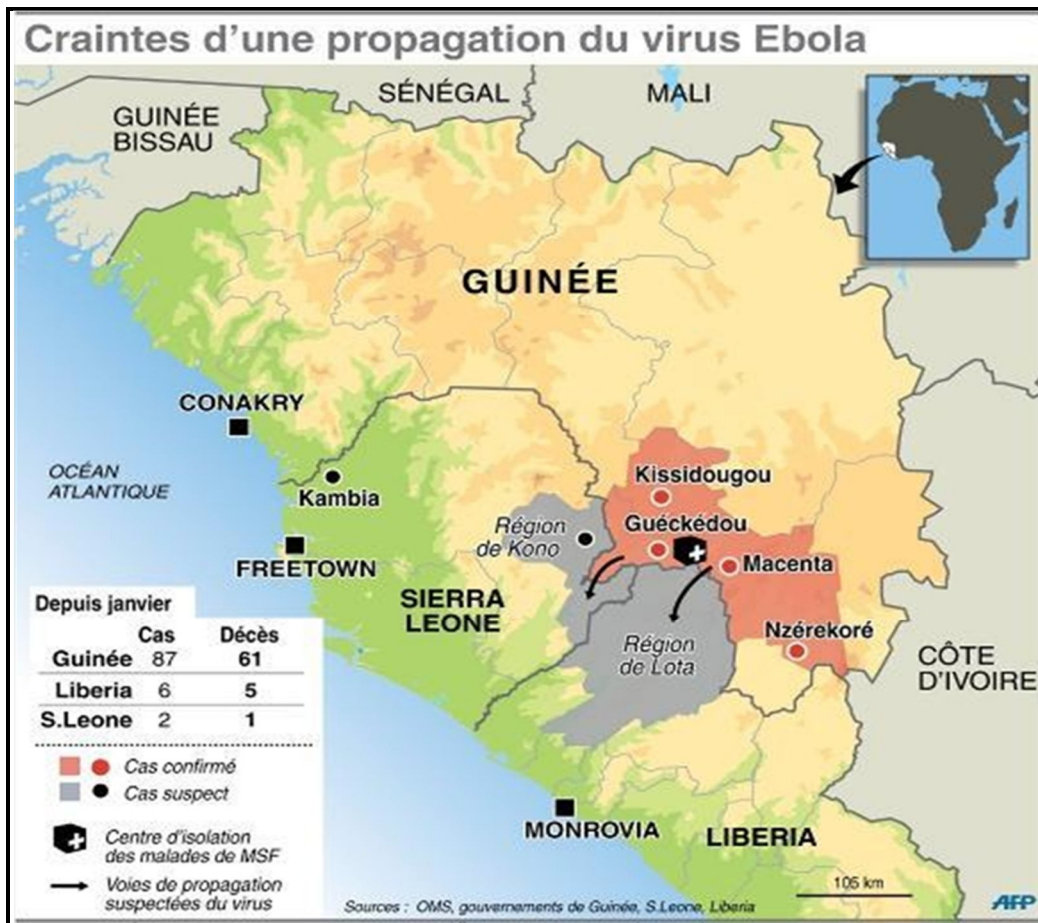 Craintes d'une propagation du virus Ebola
SÉNÉGAL
MALI
GUINÉE
BISSAU
GUINÉE
CONAKRY
OCÉAN
ATLANTIQUE
Kambia
Kissidougou
Région
de Kono
Guéckédou
Macenta
FREETOWN
SIERRA
LEONE
Nzérekoré
Région
de Lota
CÔTE
D'IVOIRE
Depuis janvier
Cas Décès
Guinée 87 61
Liberia 6 5
S.Leone 2 1
Cas confirmé
Cas suspect
Centre d'isolation
des malades de MSF
Voies de propagation
suspectées du virus
MONROVIA
LIBERIA
105 km
Sources : OMS, gouvernements de Guinée, S.Leone, Liberia
AFP